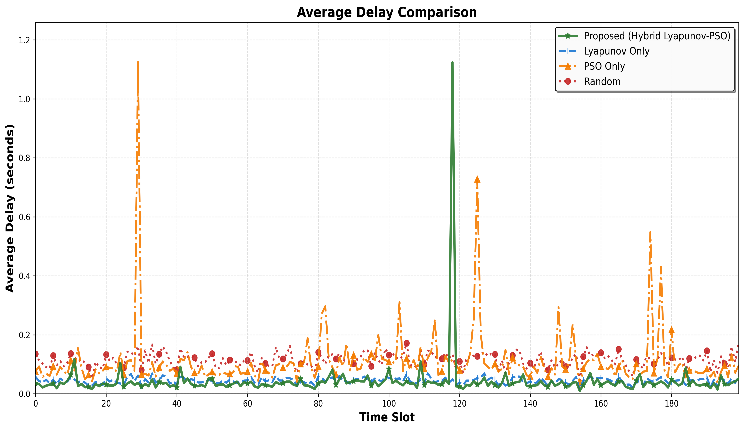 Average Delay Comparison
1.2
1.0
0.8
0.6
0.4
0.2
0.0
Average Delay (seconds)
Proposed (Hybrid Lyapunov-PSO)
Lyapunov Only
PSO Only
Random
0 20 40 60 80 100 120 140 160 180
Time Slot